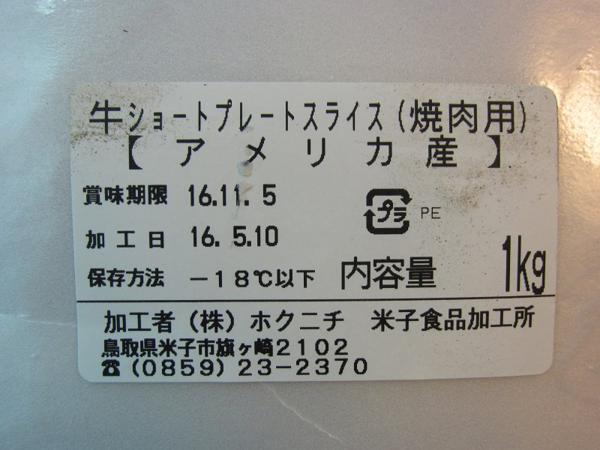 牛ショートプレートスライス(焼肉用)
【アメリカ産】
賞味期限 16.11.5
プラ PE
加工日 16.5.10
保存方法 －18℃以下 内容量 1kg
加工者（株）ホクニチ 米子食品加工所
鳥取県米子市旗ヶ崎2102
☎(0859)23-2370